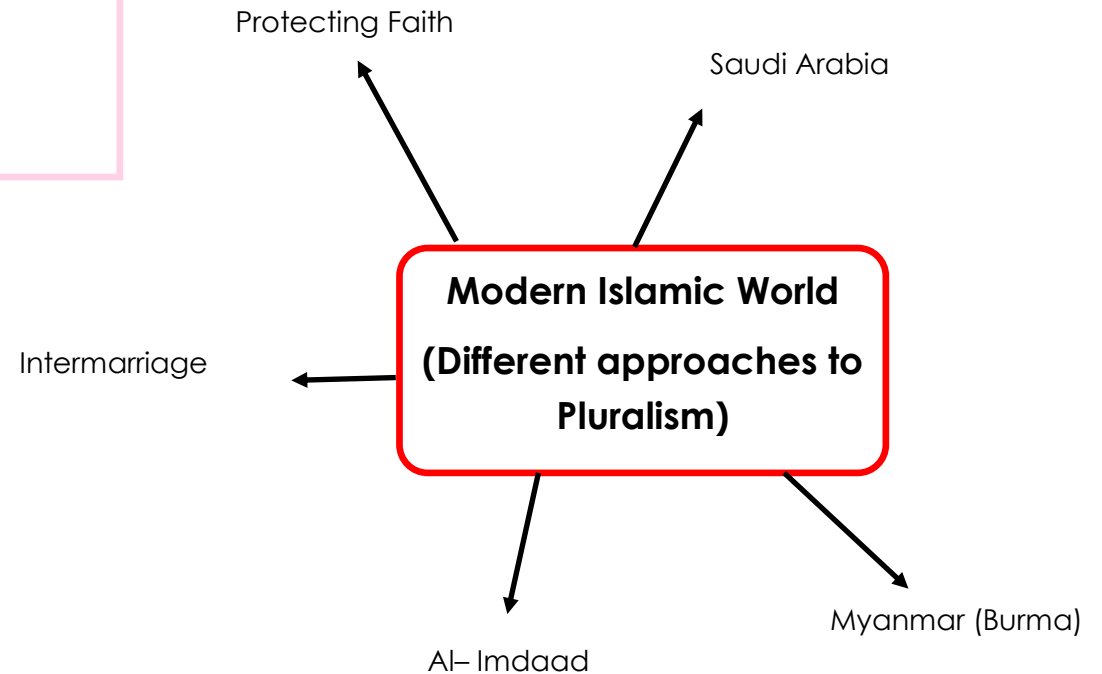 Protecting Faith
Saudi Arabia
Modern Islamic World
(Different approaches to
Pluralism)
Intermarriage
Myanmar (Burma)
Al– Imdaad